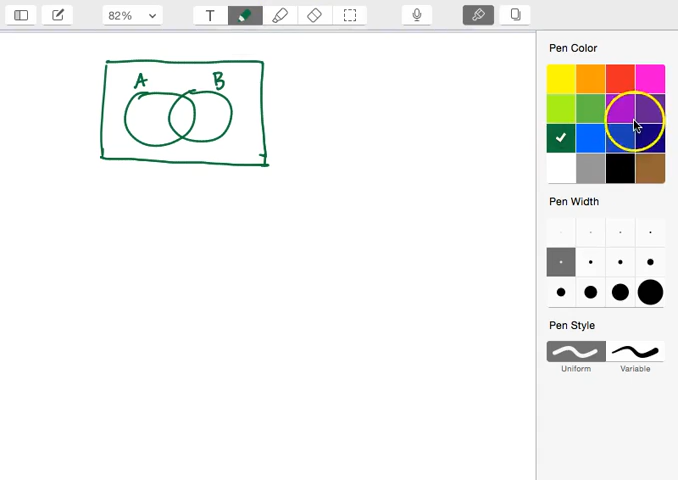 82%
T
Pen Color
A B
Pen Width
Pen Style
Uniform Variable